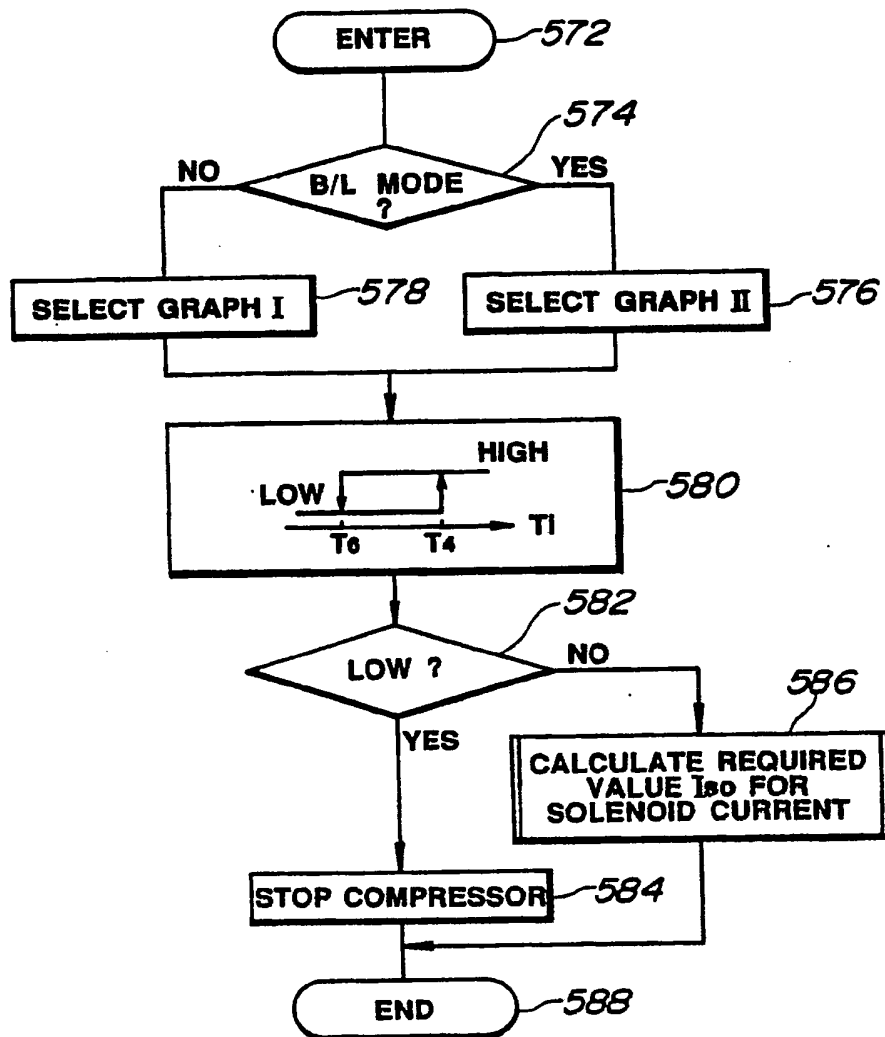 ENTER
572
574
NO
B/L MODE
?
YES
SELECT GRAPH I
578
SELECT GRAPH II
576
HIGH
LOW
580
T6
T4
Ti
582
LOW ?
NO
586
YES
CALCULATE REQUIRED
VALUE ISO FOR
SOLENOID CURRENT
STOP COMPRESSOR
584
END
588